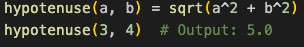 hypotenuse(a, b) = sqrt(a^2 + b^2)
hypotenuse(3, 4)  # Output: 5.0